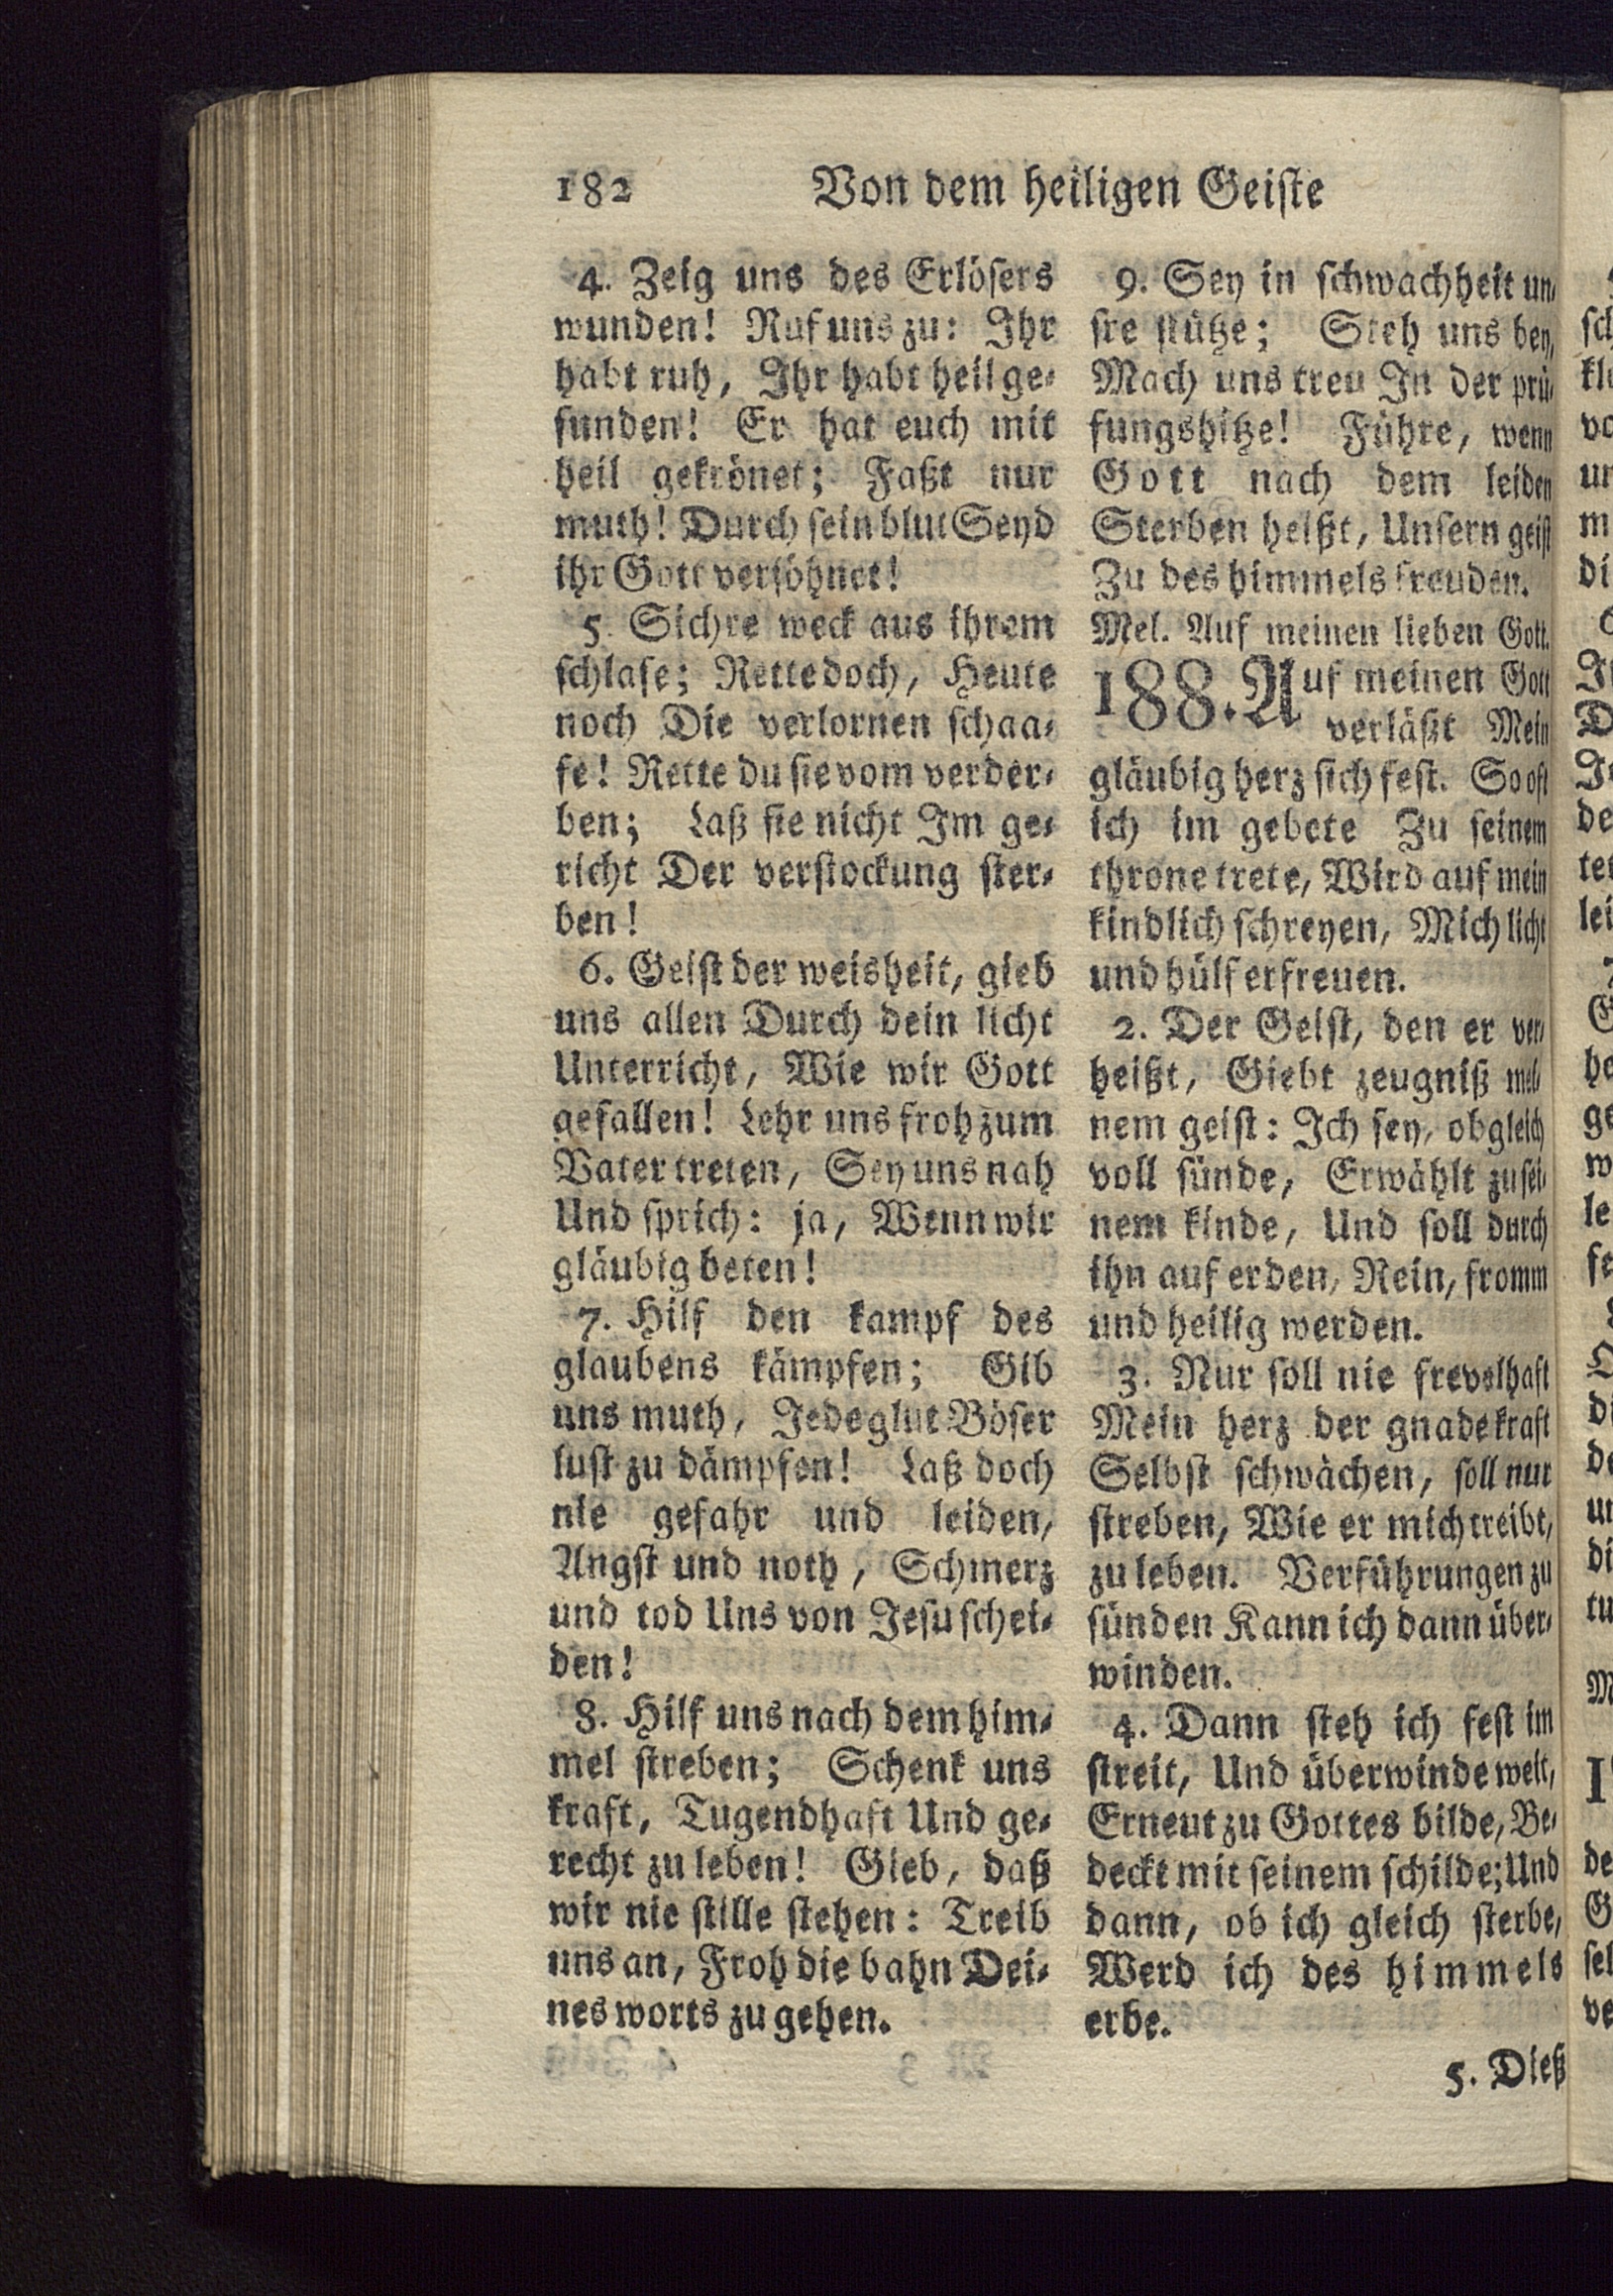 182 Von dem heiligen Geiste
4. Zeig uns des Erlösers
wunden! Ruf uns zu: Ihr
habt ruh, Ihr habt heil ge-
funden! Er hat euch mit
heil gekrönet; Faßt nur
muth! Durch sein blut Seyd
ihr Gott versöhnet!
5. Sichre weck aus ihrem
schlafe; Rette doch, Heute
noch Die verlornen schaa-
fe! Rette du sie vom verder-
ben; Laß sie nicht Im ge-
richt Der verstockung ster-
ben!
6. Geist der weisheit, gieb
uns allen Durch dein licht
Unterricht, Wie wir Gott
gefallen! Lehr uns froh zum
Vater treten, Sey uns nah
Und sprich: ja, Wenn wir
gläubig beten!
7. Hilf den kampf des
glaubens kämpfen; Gib
uns muth, Jede glut Böser
lust zu dämpfen! Laß doch
nie gefahr und leiden,
Angst und noth, Schmerz
und tod Uns von Jesu schei-
den!
8. Hilf uns nach dem him-
mel streben; Schenk uns
kraft, Tugendhaft Und ge-
recht zu leben! Gieb, daß
wir nie stille stehen: Treib
uns an, Froh die bahn Dei-
nes worts zu gehen.
9. Sey in schwachheit un-
sre stütze; Steh uns bey,
Mach uns treu In der prü-
fungshitze! Führe, wenn
Gott nach dem leiden
Sterben heißt, Unsern geist
Zu des himmels freuden.
Mel. Auf meinen lieben Gott.
188. Auf meinen Gott
verläßt Mein
gläubig herz sich fest. So oft
ich im gebete Zu seinem
throne trete, Wird auf mein
kindlich schreyen, Mich licht
und hülf erfreuen.
2. Der Geist, den er ver-
heißt, Giebt zeugniß mei-
nem geist: Ich sey, obgleich
voll sünde, Erwählt zu sei-
nem kinde, Und soll durch
ihn auf erden, Rein, fromm
und heilig werden.
3. Nur soll nie frevelhaft
Mein herz der gnade kraft
Selbst schwächen, soll nur
streben, Wie er mich treibt,
zu leben. Verführungen zu
sünden Kann ich dann über-
winden.
4. Dann steh ich fest im
streit, Und überwinde welt,
Erneut zu Gottes bilde, Be-
deckt mit seinem schilde; Und
dann, ob ich gleich sterbe,
Werd ich des himmels
erbe.
5. Dieß